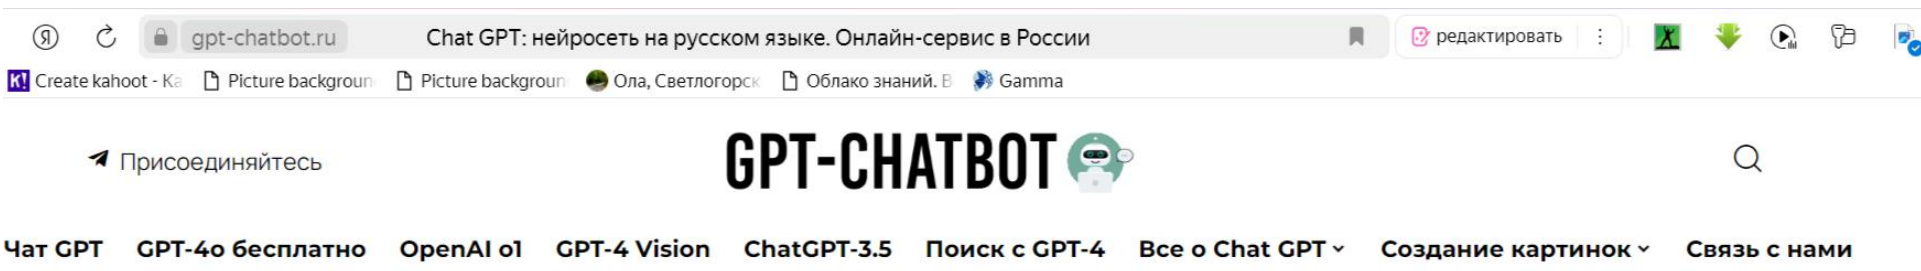 Я gpt-chatbot.ru Chat GPT: нейросеть на русском языке. Онлайн-сервис в России редактировать
K! Create kahoot - Ka Picture backgroun Picture backgroun Ола, Светлогорск Облако знаний. В Gamma
Присоединяйтесь
GPT-CHATBOT
Чат GPT GPT-4o бесплатно OpenAI o1 GPT-4 Vision ChatGPT-3.5 Поиск с GPT-4 Все о Chat GPT Создание картинок Связь с нами